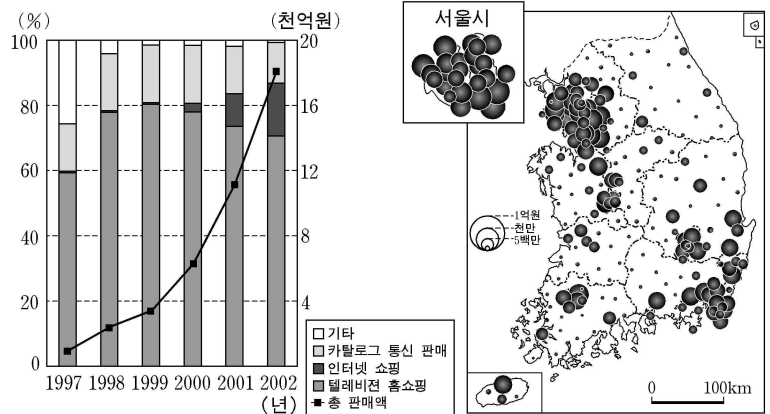 (%)
(천억원)
100
80
60
40
20
0
20
16
12
8
4
1997 1998 1999 2000 2001 2002
(년)
기타
카탈로그 통신 판매
인터넷 쇼핑
텔레비젼 홈쇼핑
총 판매액
서울시
1억원
천만
5백만
0 100km